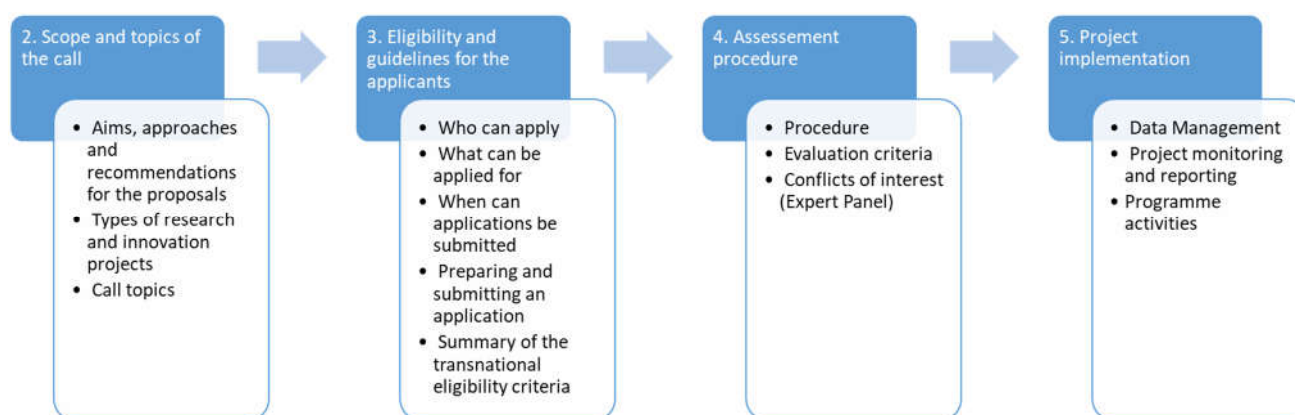 2. Scope and topics of
the call
• Aims, approaches
and
recommendations
for the proposals
• Types of research
and innovation
projects
• Call topics
3. Eligibility and
guidelines for the
applicants
• Who can apply
• What can be
applied for
• When can
applications be
submitted
• Preparing and
submitting an
application
• Summary of the
transnational
eligibility criteria
4. Assessement
procedure
• Procedure
• Evaluation criteria
• Conflicts of interest
(Expert Panel)
5. Project
implementation
• Data Management
• Project monitoring
and reporting
• Programme
activities